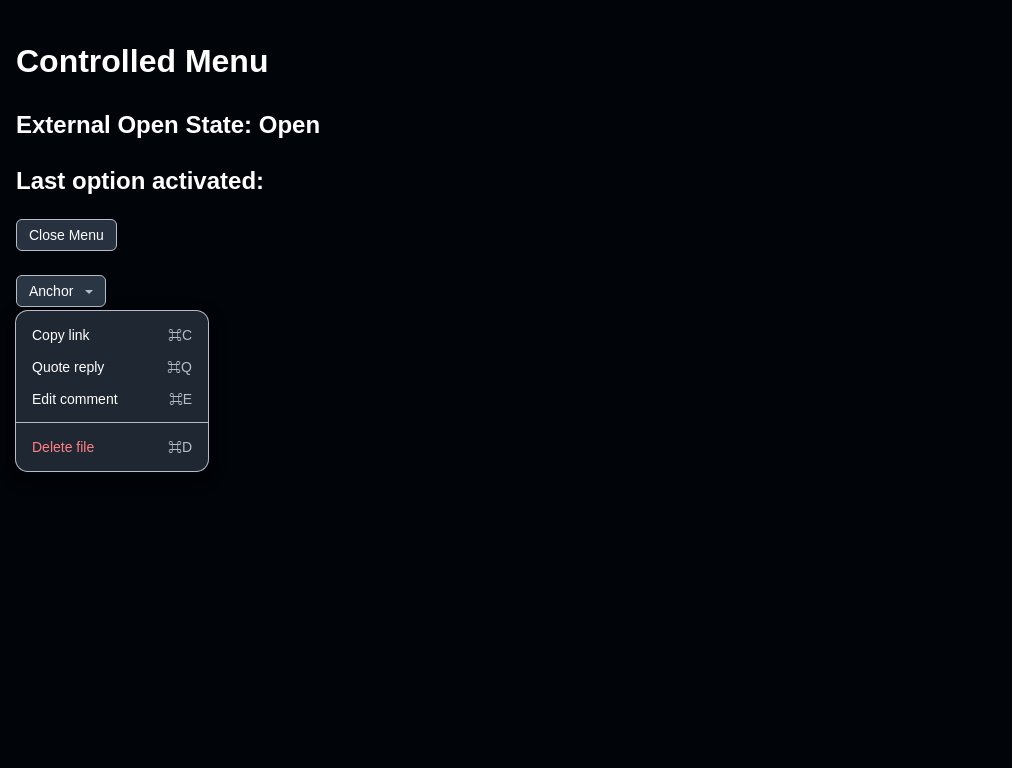 Controlled Menu
External Open State: Open
Last option activated:
Close Menu
Anchor
Copy link ⌘C
Quote reply ⌘Q
Edit comment ⌘E
Delete file ⌘D